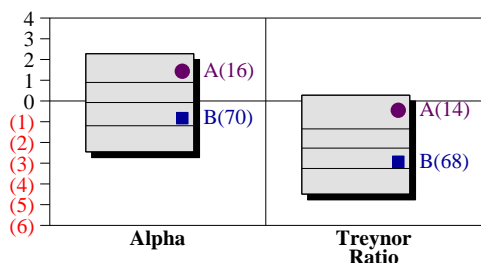 4
3
2
1
0
(1)
(2)
(3)
(4)
(5)
(6)
A(16)
B(70)
A(14)
B(68)
Alpha
Treynor
Ratio